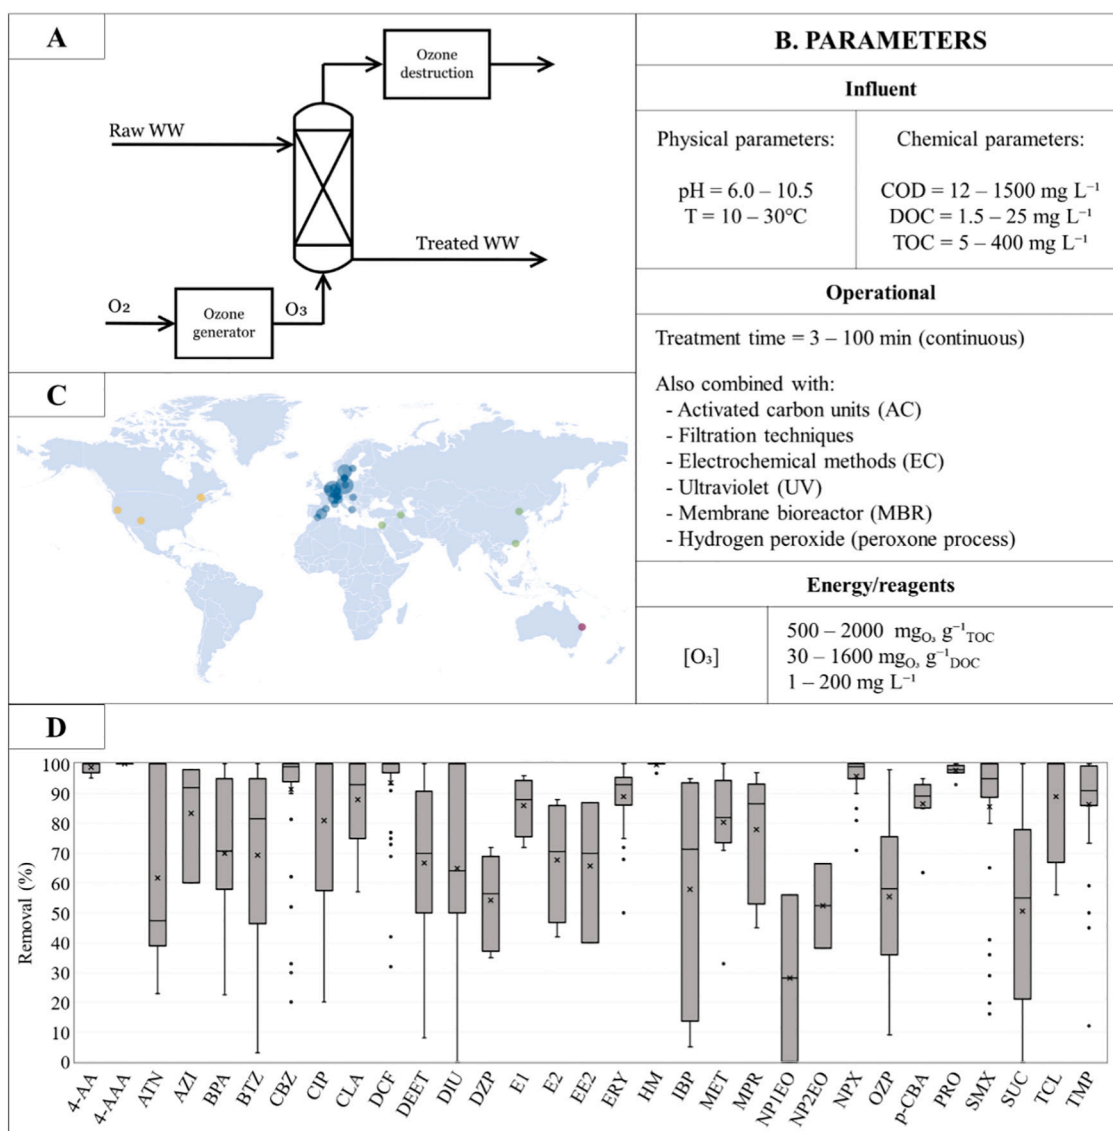 A
Ozone
destruction
Raw WW
Treated WW
O2
Ozone
generator
O3
B. PARAMETERS
Influent
Physical parameters:
pH = 6.0 – 10.5
T = 10 – 30°C
Chemical parameters:
COD = 12 – 1500 mg L⁻¹
DOC = 1.5 – 25 mg L⁻¹
TOC = 5 – 400 mg L⁻¹
Operational
Treatment time = 3 – 100 min (continuous)
Also combined with:
- Activated carbon units (AC)
- Filtration techniques
- Electrochemical methods (EC)
- Ultraviolet (UV)
- Membrane bioreactor (MBR)
- Hydrogen peroxide (peroxone process)
Energy/reagents
[O₃]
500 – 2000 mg_O₃ g⁻¹_TOC
30 – 1600 mg_O₃ g⁻¹_DOC
1 – 200 mg L⁻¹
C
D
Removal (%)
100
90
80
70
60
50
40
30
20
10
0
4-AA
4-AAA
ATN
AZI
BPA
BTZ
CBZ
CIP
CLA
DCF
DEET
DIU
DZP
E1
E2
EE2
ERY
HM
IBP
MET
MPR
NP1EO
NP2EO
NPX
OZP
p-CBA
PRO
SMX
SUC
TCL
TMP